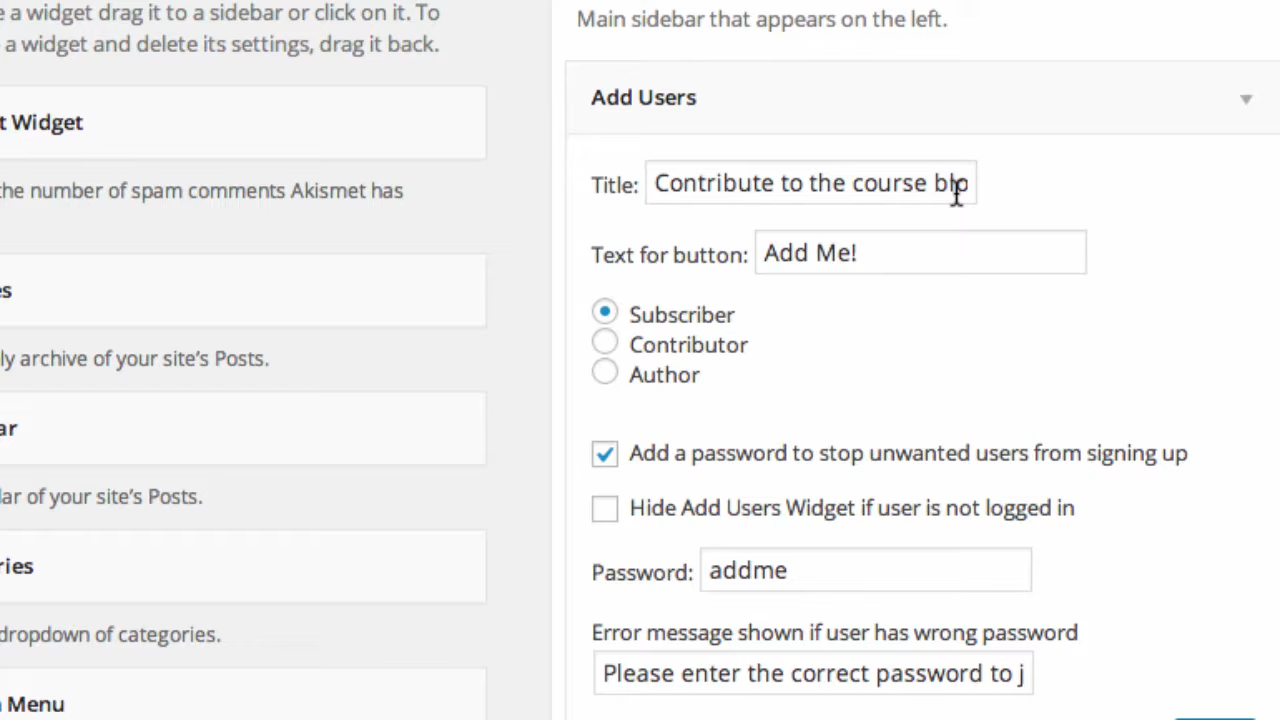 e a widget drag it to a sidebar or click on it. To
e a widget and delete its settings, drag it back.
t Widget
the number of spam comments Akismet has
es
ly archive of your site's Posts.
ar
lar of your site's Posts.
ries
dropdown of categories.
Menu
Main sidebar that appears on the left.
Add Users
Title: Contribute to the course blo
Text for button: Add Me!
Subscriber
Contributor
Author
Add a password to stop unwanted users from signing up
Hide Add Users Widget if user is not logged in
Password: addme
Error message shown if user has wrong password
Please enter the correct password to j